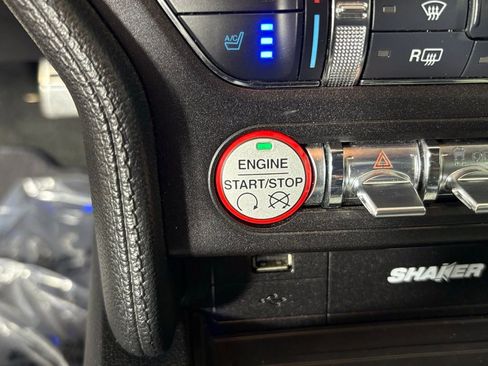 A/C
R
ENGINE
START/STOP
SHAKER